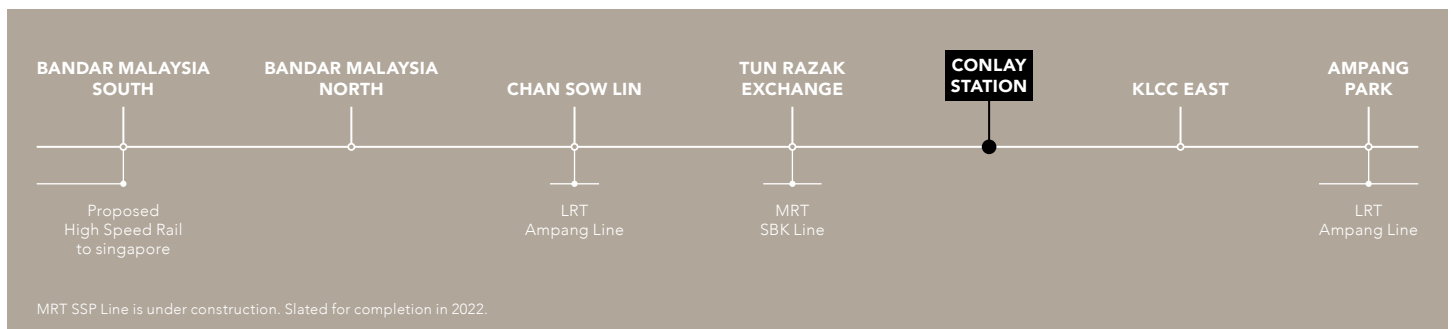 BANDAR MALAYSIA
SOUTH
BANDAR MALAYSIA
NORTH
CHAN SOW LIN
TUN RAZAK
EXCHANGE
CONLAY
STATION
KLCC EAST
AMPANG
PARK
Proposed
High Speed Rail
to singapore
LRT
Ampang Line
MRT
SBK Line
LRT
Ampang Line
MRT SSP Line is under construction. Slated for completion in 2022.